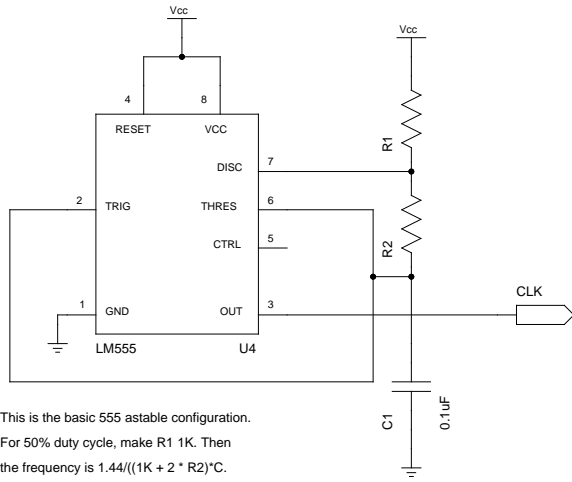 Vcc
Vcc
4
8
RESET
VCC
R1
DISC
7
2
TRIG
THRES
6
CTRL
5
R2
CLK
1
GND
OUT
3
LM555
U4
C1
0.1uF
This is the basic 555 astable configuration.
For 50% duty cycle, make R1 1K. Then
the frequency is 1.44/((1K + 2 * R2)*C.